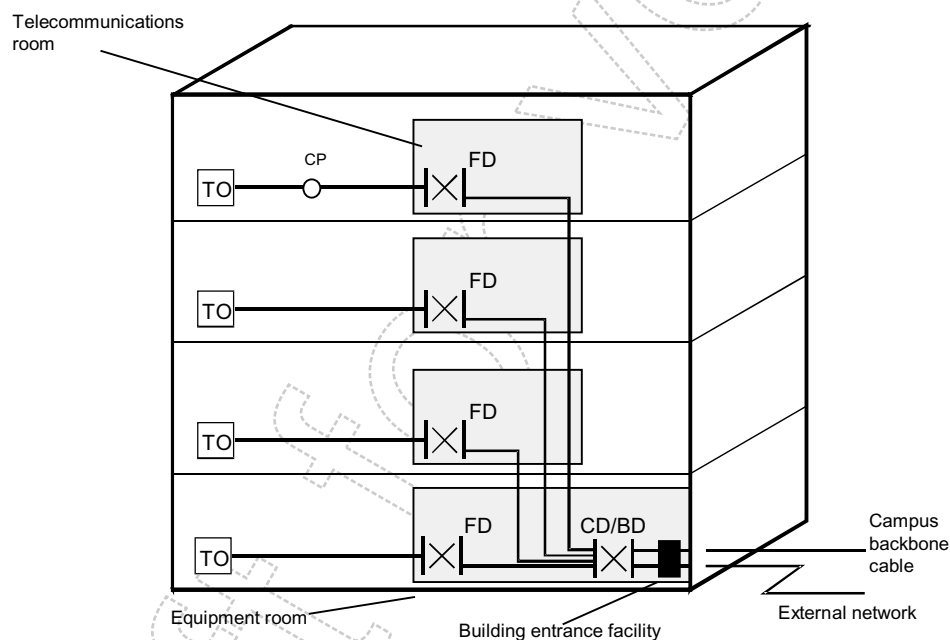 Telecommunications
room
CP
FD
TO
FD
TO
FD
TO
FD
CD/BD
TO
Campus
backbone
cable
Equipment room
Building entrance facility
External network